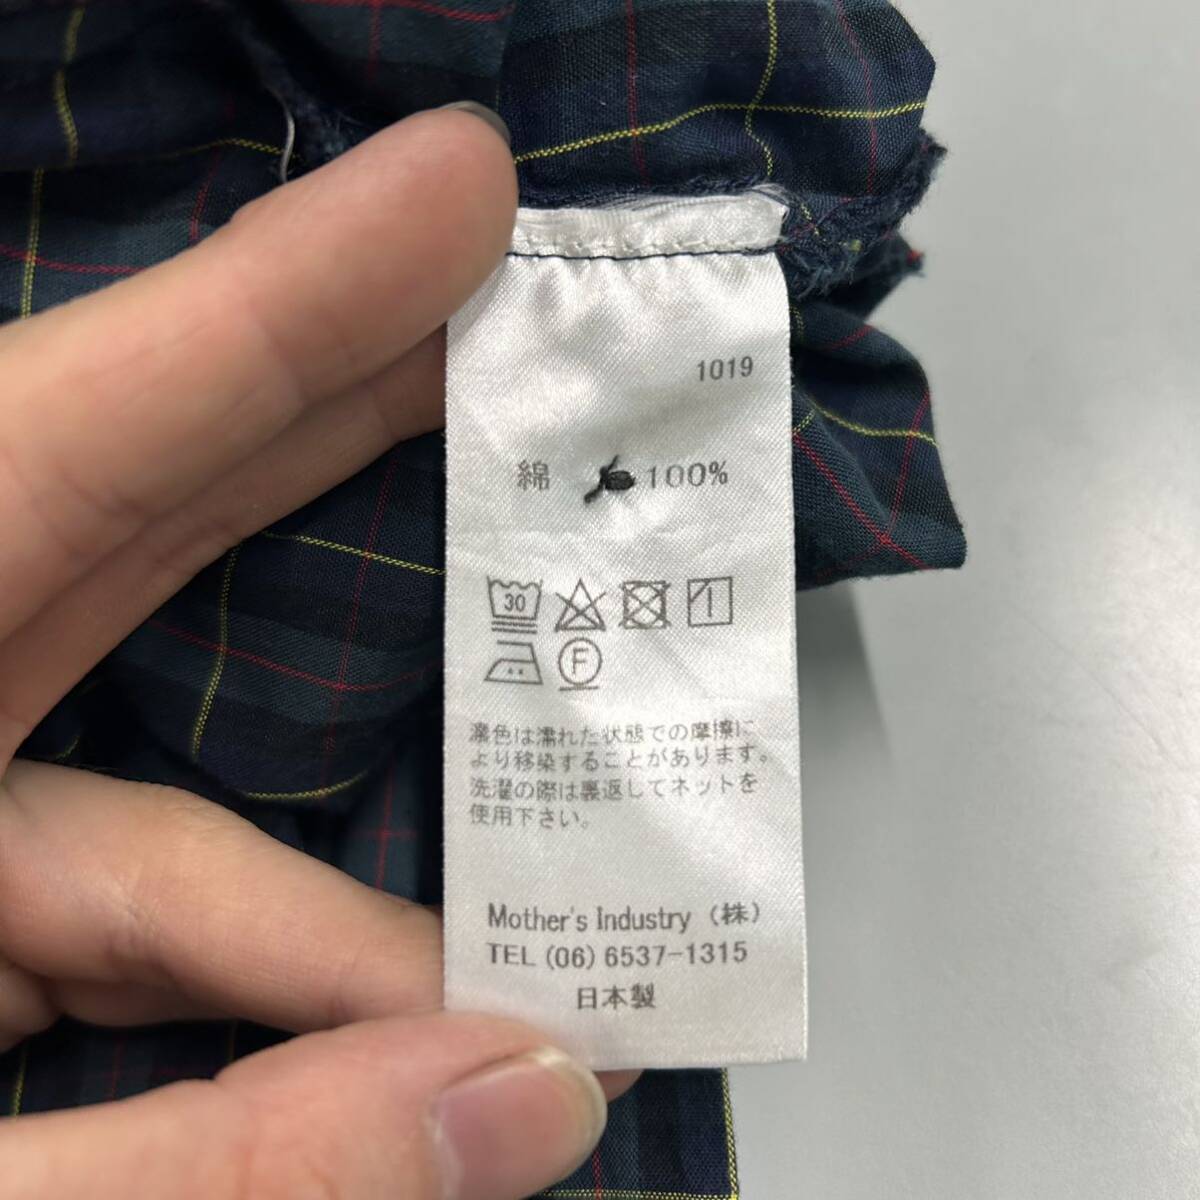 1019
綿 100%
30
F
濃色は濡れた状態での摩擦に
より移染することがあります。
洗濯の際は裏返してネットを
使用下さい。
Mother's Industry (株)
TEL (06) 6537-1315
日本製